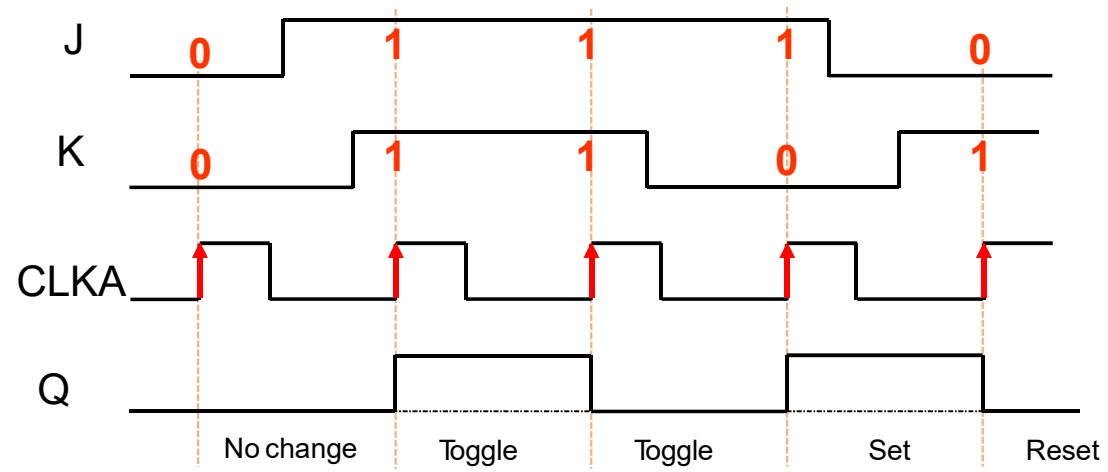 J
0 1 1 1 0
K
0 1 1 0 1
CLKA
Q
No change Toggle Toggle Set Reset